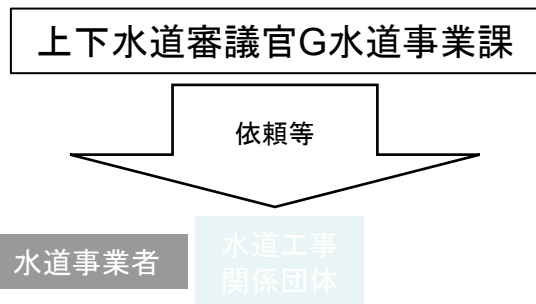 上下水道審議官G水道事業課
依頼等
水道事業者
水道工事
関係団体